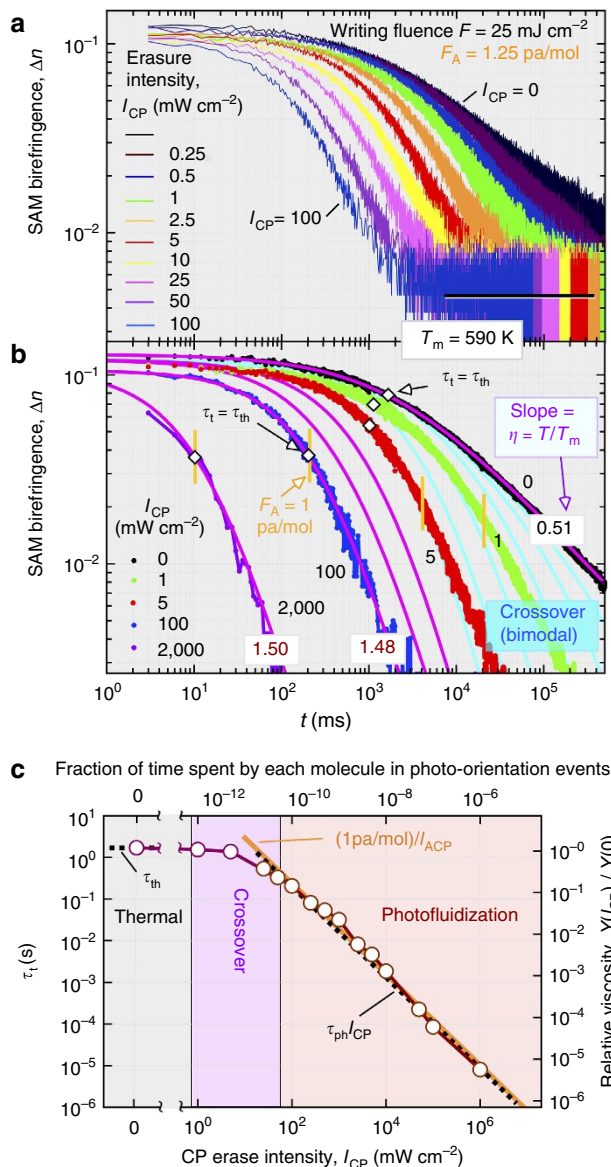 a
Writing fluence F = 25 mJ cm⁻²
F_A = 1.25 pa/mol
Erasure
intensity,
I_CP (mW cm⁻²)
0.25
0.5
1
2.5
5
10
25
50
100
I_CP = 0
I_CP= 100
SAM birefringence, Δn
10⁻¹
10⁻²
T_m = 590 K
b
τ_t = τ_th
τ_t = τ_th
Slope =
η = T/T_m
F_A = 1
pa/mol
I_CP
(mW cm⁻²)
0
1
5
100
2,000
0
0.51
1
5
100
2,000
Crossover
(bimodal)
1.50
1.48
SAM birefringence, Δn
10⁻¹
10⁻²
10⁰ 10¹ 10² 10³ 10⁴ 10⁵
t (ms)
c
Fraction of time spent by each molecule in photo-orientation events
0 10⁻¹² 10⁻¹⁰ 10⁻⁸ 10⁻⁶
(1pa/mol)/I_ACP
τ_th
Thermal
Crossover
Photofluidization
τ_ph I_CP
τ_t (s)
10¹
10⁰
10⁻¹
10⁻²
10⁻³
10⁻⁴
10⁻⁵
10⁻⁶
Relative viscosity, Y(I_CP) / Y(0)
10⁻⁰
10⁻¹
10⁻²
10⁻³
10⁻⁴
10⁻⁵
10⁻⁶
0 10⁰ 10² 10⁴ 10⁶
CP erase intensity, I_CP (mW cm⁻²)